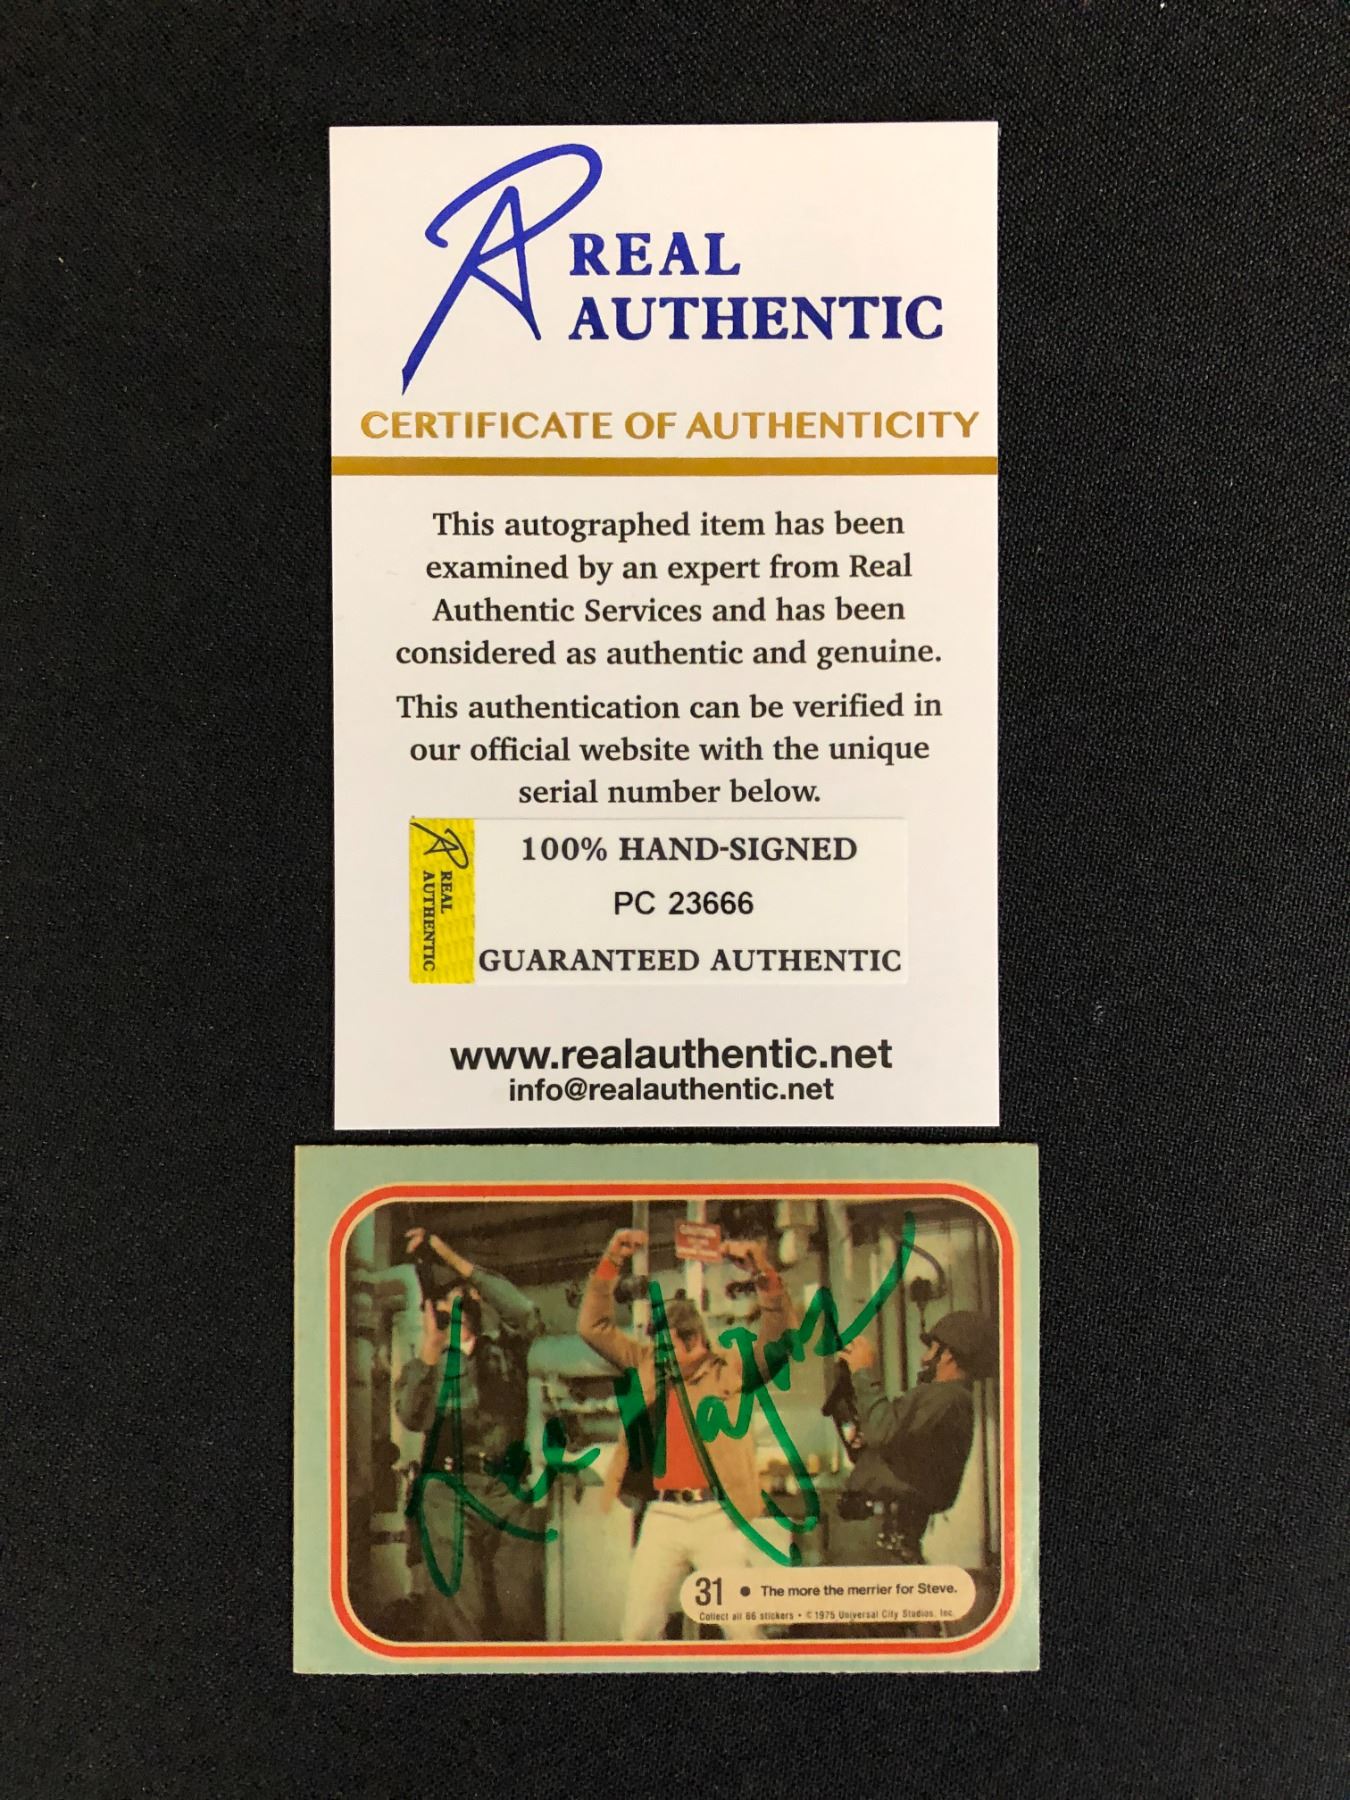 REAL
AUTHENTIC
CERTIFICATE OF AUTHENTICITY
This autographed item has been
examined by an expert from Real
Authentic Services and has been
considered as authentic and genuine.
This authentication can be verified in
our official website with the unique
serial number below.
REAL
AUTHENTIC
100% HAND-SIGNED
PC 23666
GUARANTEED AUTHENTIC
www.realauthentic.net
info@realauthentic.net
CAUTION
Lee Majors
31 • The more the merrier for Steve.
Collect all 66 stickers • © 1975 Universal City Studios, Inc.